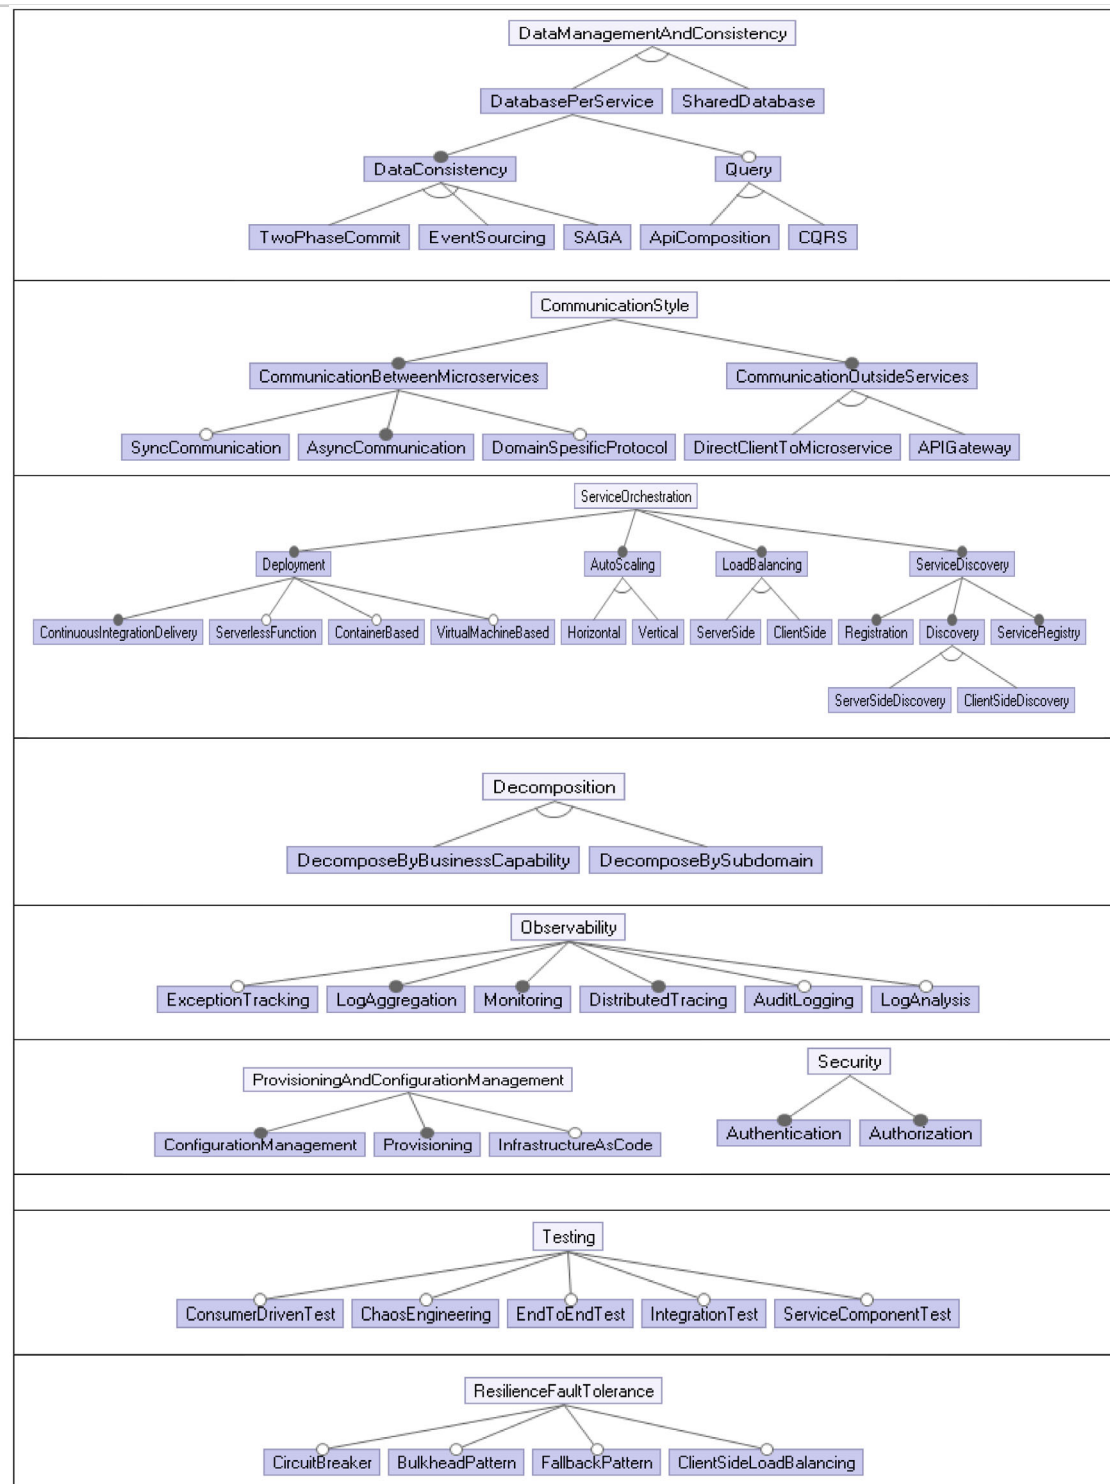 DataManagementAndConsistency
DatabasePerService SharedDatabase
DataConsistency Query
TwoPhaseCommit EventSourcing SAGA ApiComposition CQRS
CommunicationStyle
CommunicationBetweenMicroservices CommunicationOutsideServices
SyncCommunication AsyncCommunication DomainSpesificProtocol DirectClientToMicroservice APIGateway
ServiceOrchestration
Deployment AutoScaling LoadBalancing ServiceDiscovery
ContinuousIntegrationDelivery ServerlessFunction ContainerBased VirtualMachineBased Horizontal Vertical ServerSide ClientSide Registration Discovery ServiceRegistry
ServerSideDiscovery ClientSideDiscovery
Decomposition
DecomposeByBusinessCapability DecomposeBySubdomain
Observability
ExceptionTracking LogAggregation Monitoring DistributedTracing AuditLogging LogAnalysis
ProvisioningAndConfigurationManagement
ConfigurationManagement Provisioning InfrastructureAsCode
Security
Authentication Authorization
Testing
ConsumerDrivenTest ChaosEngineering EndToEndTest IntegrationTest ServiceComponentTest
ResilienceFaultTolerance
CircuitBreaker BulkheadPattern FallbackPattern ClientSideLoadBalancing